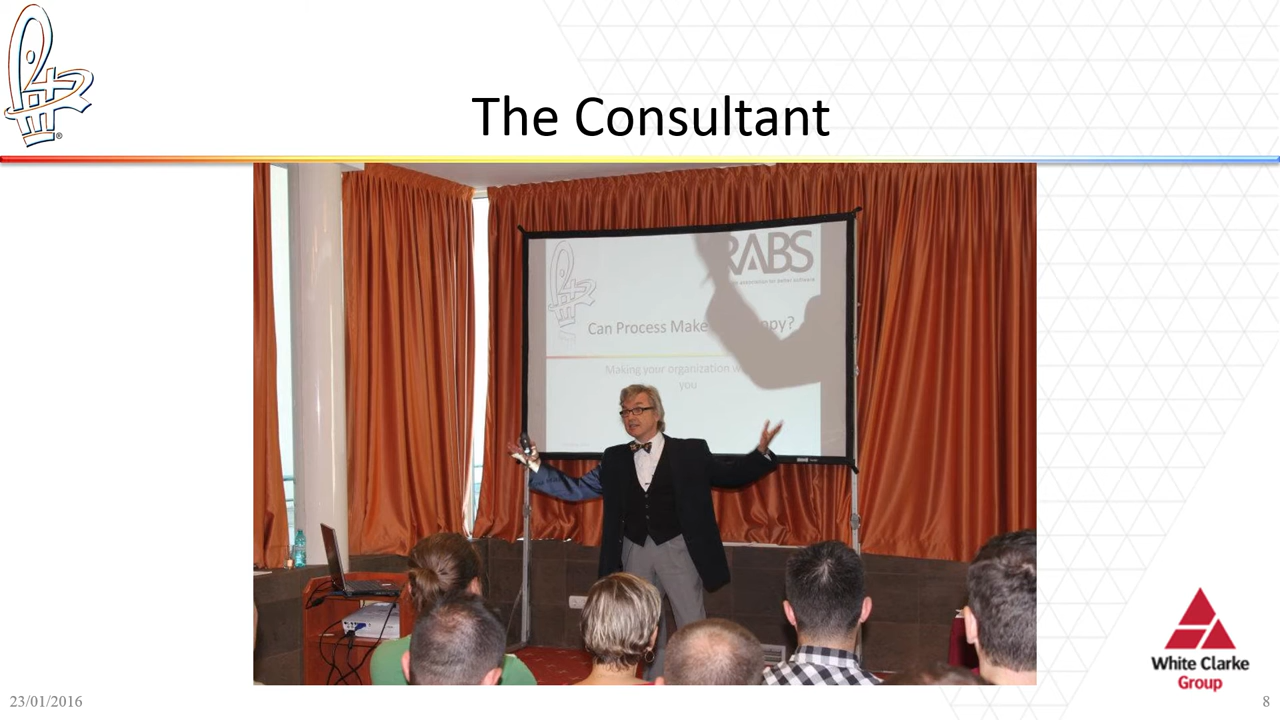 The Consultant
RABS
Can Process Make
Making your organization
you
White Clarke
Group
23/01/2016
8